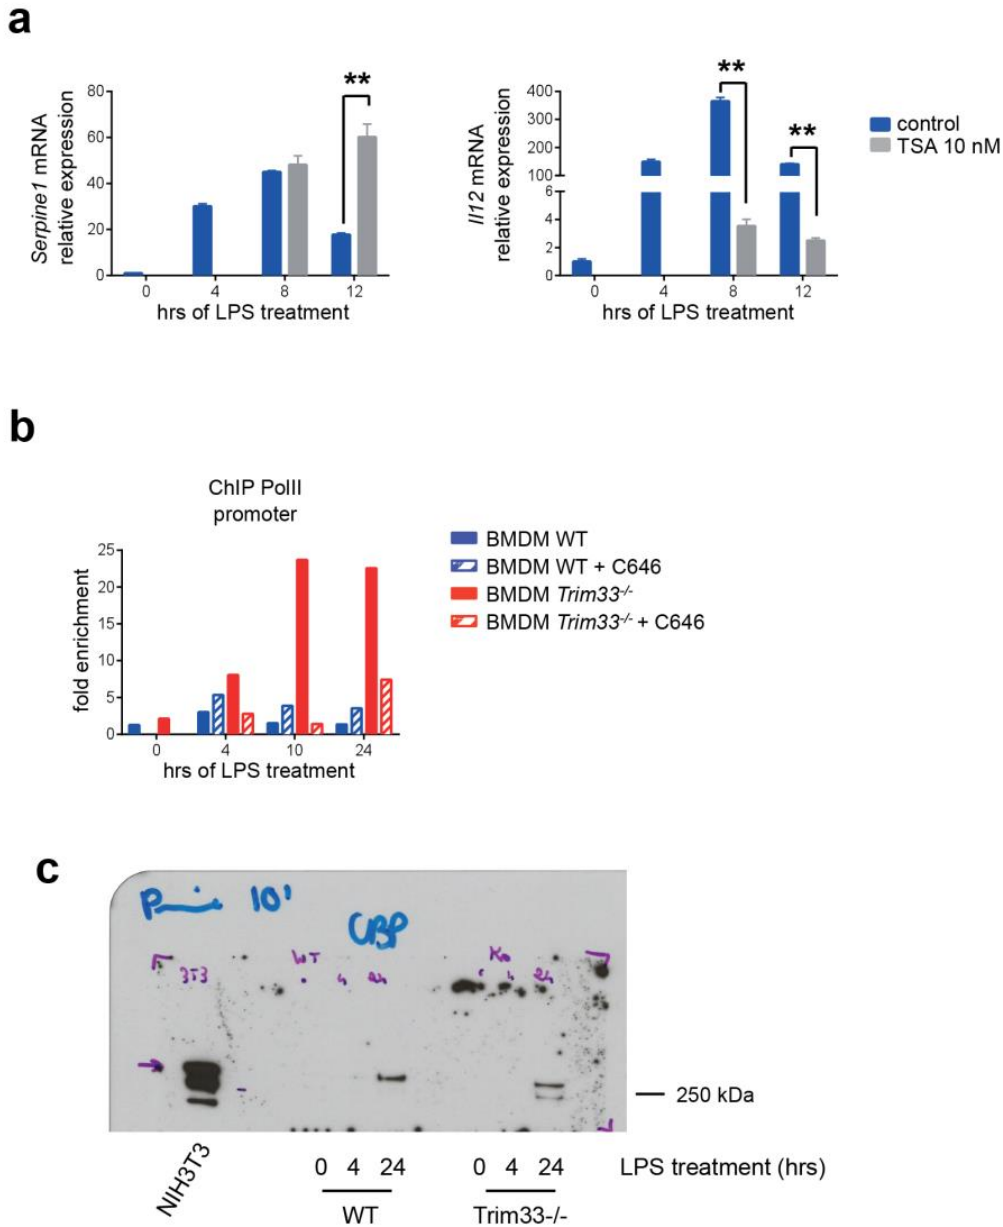 a
Serpine1 mRNA
relative expression
80
60
40
20
0
**
0 4 8 12
hrs of LPS treatment
Il12 mRNA
relative expression
400
300
200
100
6
4
2
0
**
**
0 4 8 12
hrs of LPS treatment
control
TSA 10 nM
b
ChIP PolII
promoter
fold enrichment
25
20
15
10
5
0
0 4 10 24
hrs of LPS treatment
BMDM WT
BMDM WT + C646
BMDM Trim33-/-
BMDM Trim33-/- + C646
c
10'
CBP
3T3 WT 4 24 Ko 4 24
250 kDa
NIH3T3
0 4 24 0 4 24 LPS treatment (hrs)
WT Trim33-/-